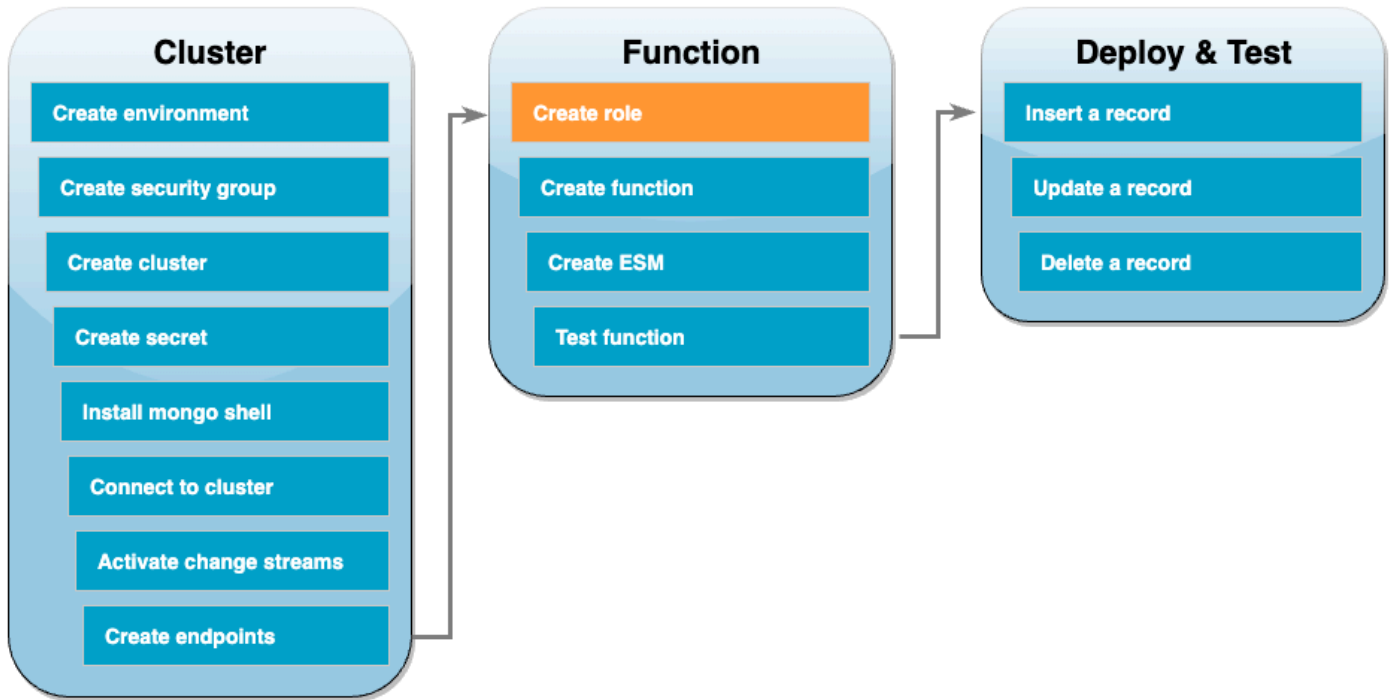 Cluster
Create environment
Create security group
Create cluster
Create secret
Install mongo shell
Connect to cluster
Activate change streams
Create endpoints
Function
Create role
Create function
Create ESM
Test function
Deploy & Test
Insert a record
Update a record
Delete a record